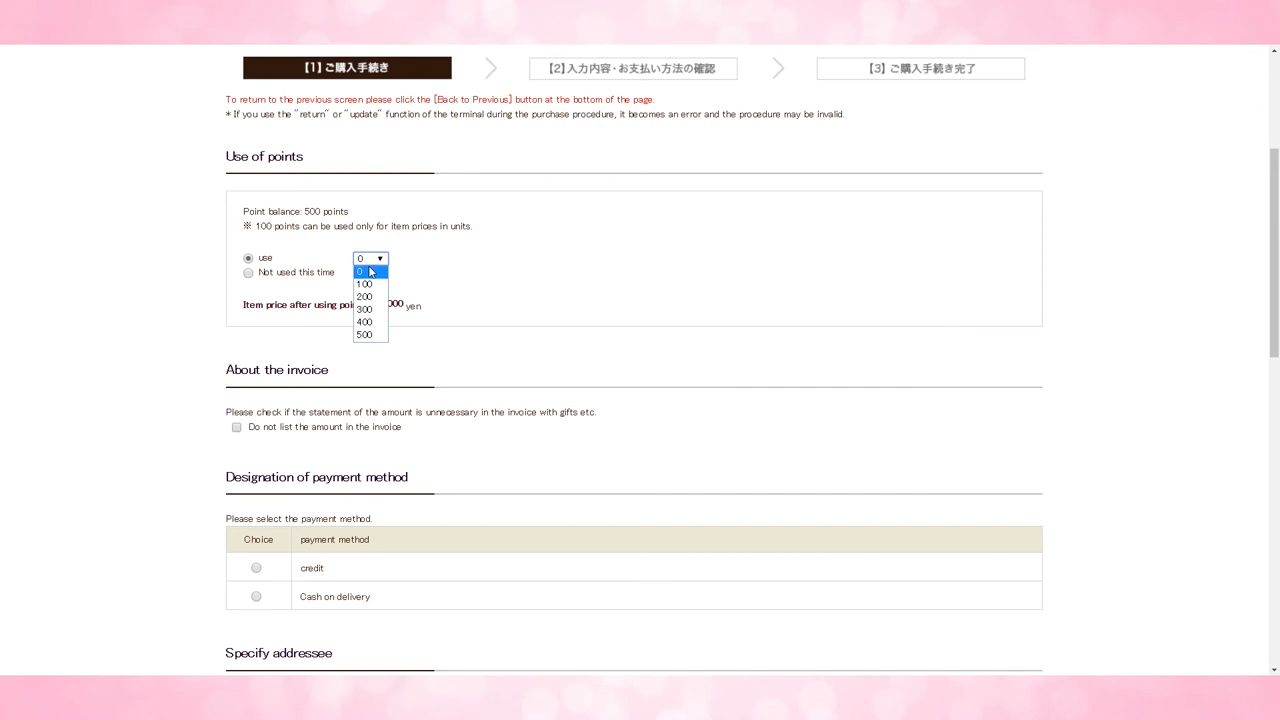 【1】ご購入手続き
【2】入力内容・お支払い方法の確認
【3】ご購入手続き完了
To return to the previous screen please click the [Back to Previous] button at the bottom of the page.
* If you use the "return" or "update" function of the terminal during the purchase procedure, it becomes an error and the procedure may be invalid.
Use of points
Point balance: 500 points
※ 100 points can be used only for item prices in units.
use 0 ▼
Not used this time
0
100
200
300
400
500
Item price after using 000 yen
About the invoice
Please check if the statement of the amount is unnecessary in the invoice with gifts etc.
Do not list the amount in the invoice
Designation of payment method
Please select the payment method.
Choice payment method
credit
Cash on delivery
Specify addressee